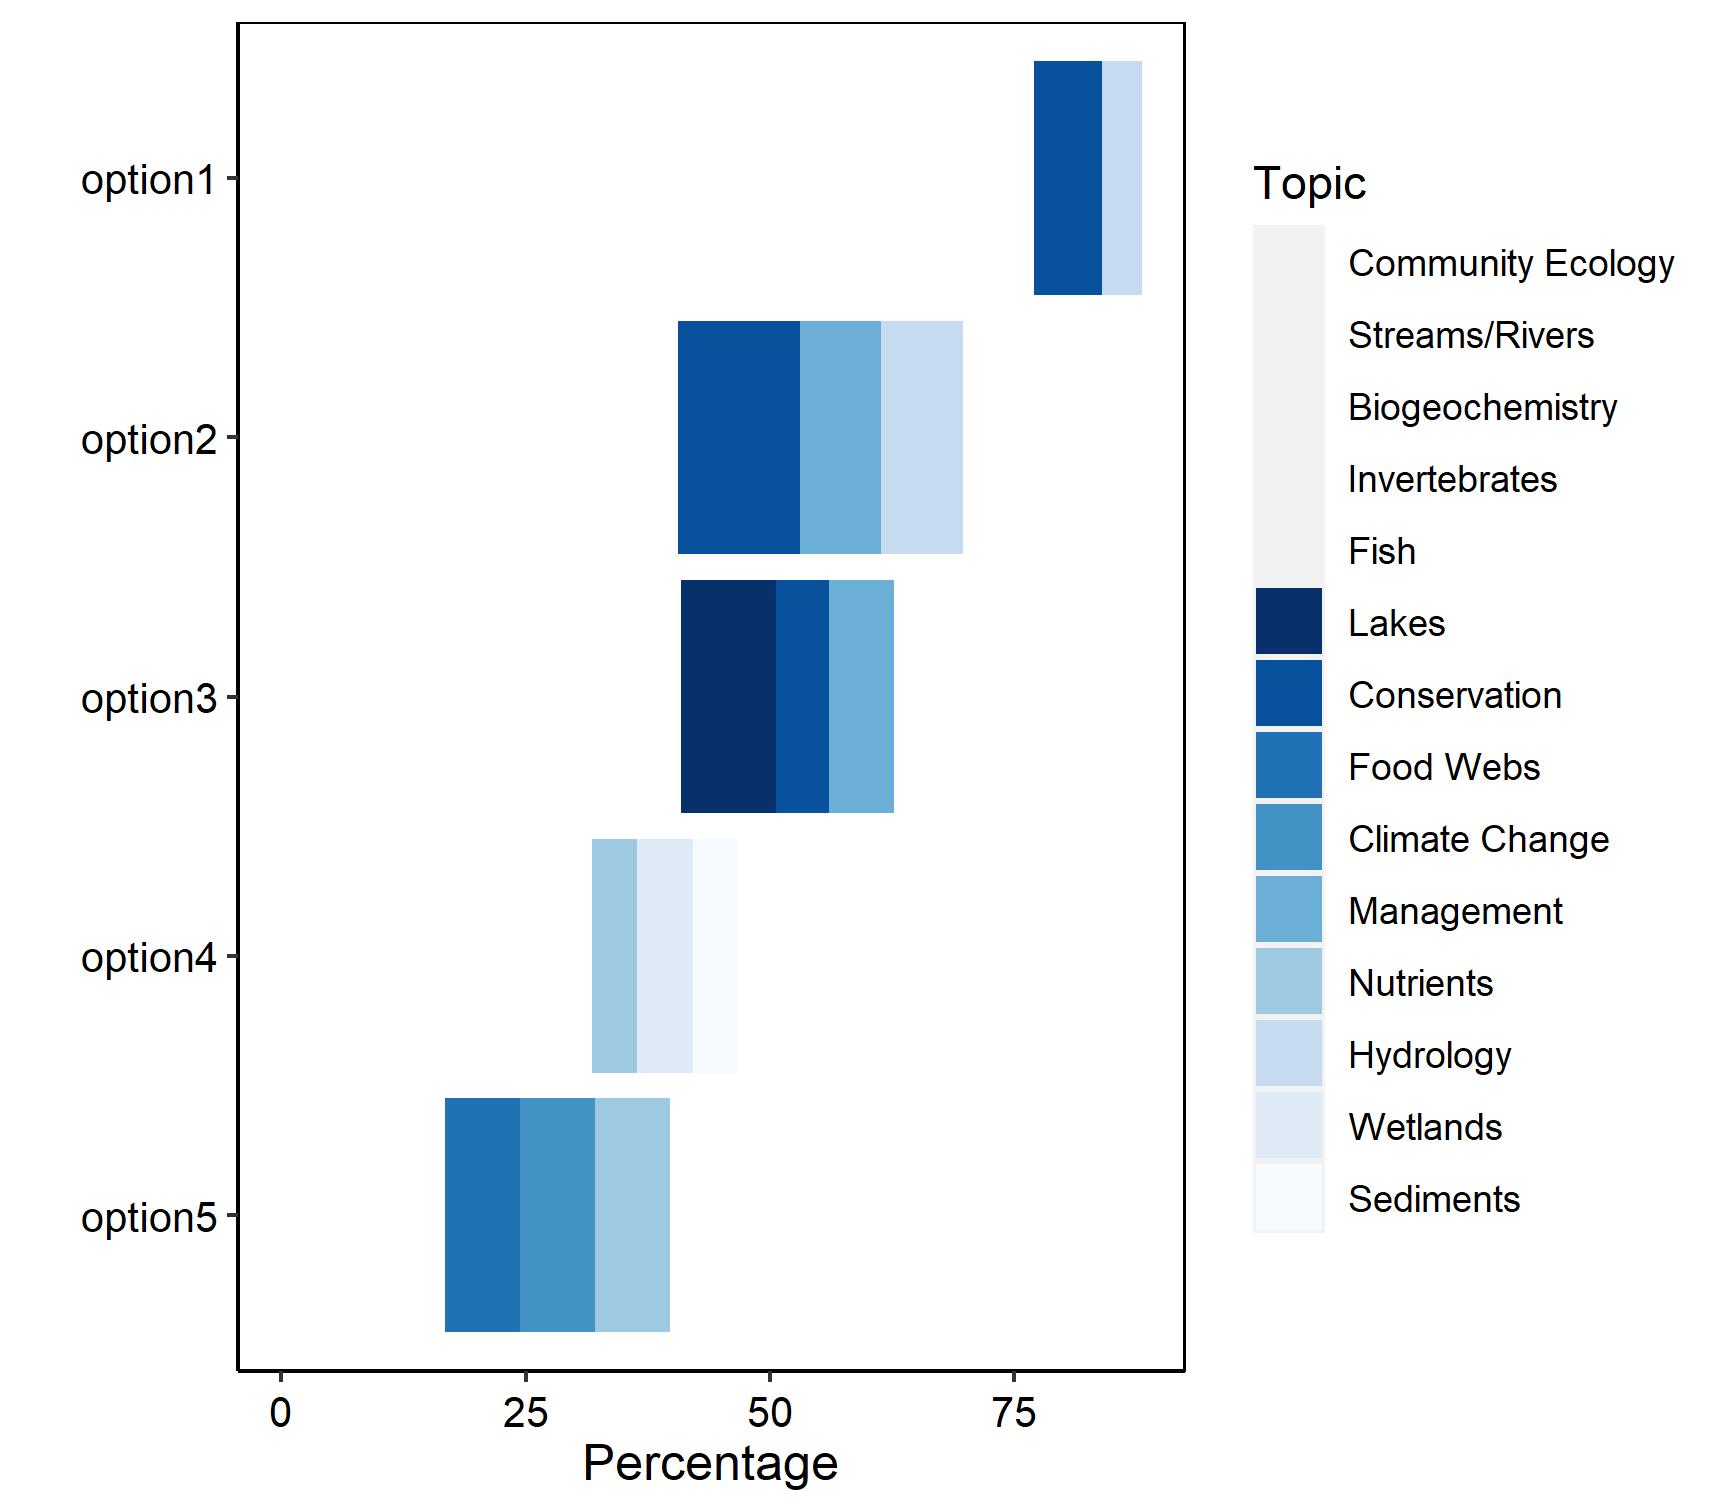 option1
option2
option3
option4
option5
0 25 50 75
Percentage
Topic
Community Ecology
Streams/Rivers
Biogeochemistry
Invertebrates
Fish
Lakes
Conservation
Food Webs
Climate Change
Management
Nutrients
Hydrology
Wetlands
Sediments